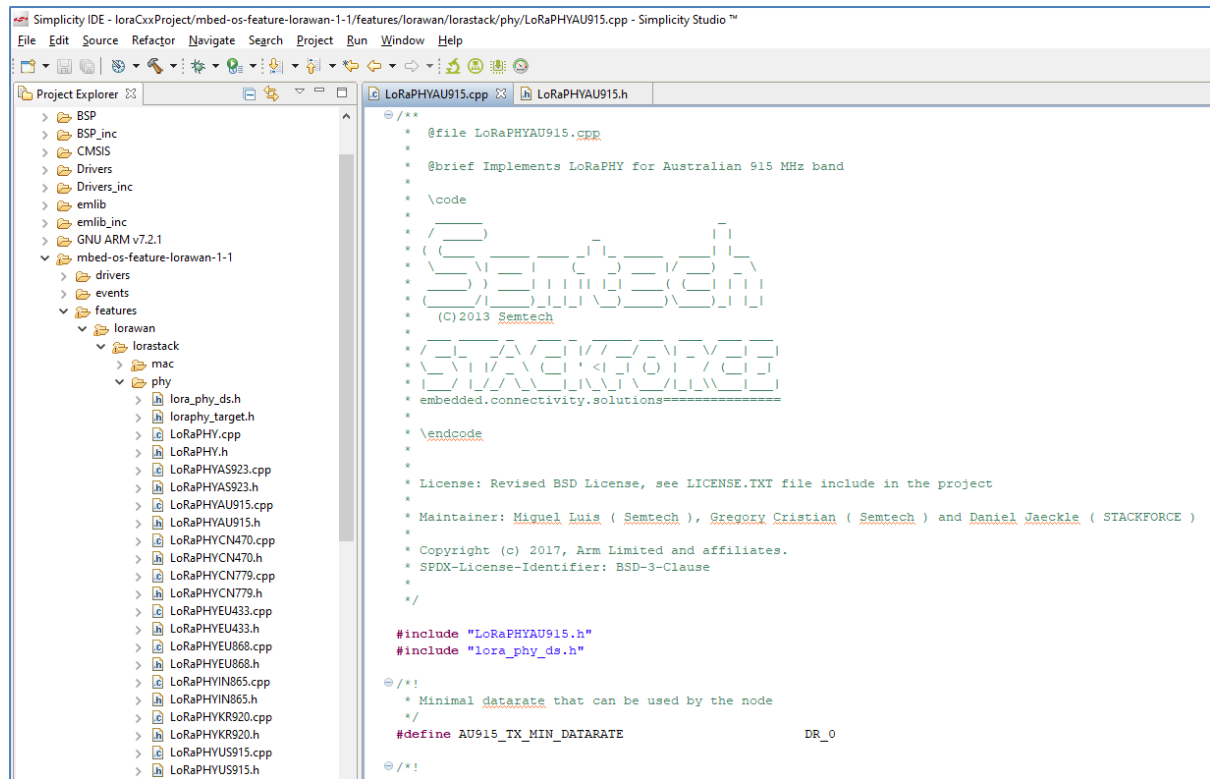 Simplicity IDE - loraCxxProject/mbed-os-feature-lorawan-1-1/features/lorawan/lorastack/phy/LoRaPHYAU915.cpp - Simplicity Studio ™
File Edit Source Refactor Navigate Search Project Run Window Help
Project Explorer
BSP
BSP_inc
CMSIS
Drivers
Drivers_inc
emlib
emlib_inc
GNU ARM v7.2.1
mbed-os-feature-lorawan-1-1
drivers
events
features
lorawan
lorastack
mac
phy
lora_phy_ds.h
loraphy_target.h
LoRaPHY.cpp
LoRaPHY.h
LoRaPHYAS923.cpp
LoRaPHYAS923.h
LoRaPHYAU915.cpp
LoRaPHYAU915.h
LoRaPHYCN470.cpp
LoRaPHYCN470.h
LoRaPHYCN779.cpp
LoRaPHYCN779.h
LoRaPHYEU433.cpp
LoRaPHYEU433.h
LoRaPHYEU868.cpp
LoRaPHYEU868.h
LoRaPHYIN865.cpp
LoRaPHYIN865.h
LoRaPHYKR920.cpp
LoRaPHYKR920.h
LoRaPHYUS915.cpp
LoRaPHYUS915.h
LoRaPHYAU915.cpp LoRaPHYAU915.h
/**
* @file LoRaPHYAU915.cpp
*
* @brief Implements LoRaPHY for Australian 915 MHz band
*
* \code
*
* Semtech
* (C)2013 Semtech
*
* STACKFORCE
* embedded.connectivity.solutions===============
*
* \endcode
*
*
* License: Revised BSD License, see LICENSE.TXT file include in the project
*
* Maintainer: Miguel Luis ( Semtech ), Gregory Cristian ( Semtech ) and Daniel Jaeckle ( STACKFORCE )
*
* Copyright (c) 2017, Arm Limited and affiliates.
* SPDX-License-Identifier: BSD-3-Clause
*
*/
#include "LoRaPHYAU915.h"
#include "lora_phy_ds.h"
/*!
* Minimal datarate that can be used by the node
*/
#define AU915_TX_MIN_DATARATE DR_0
/*!